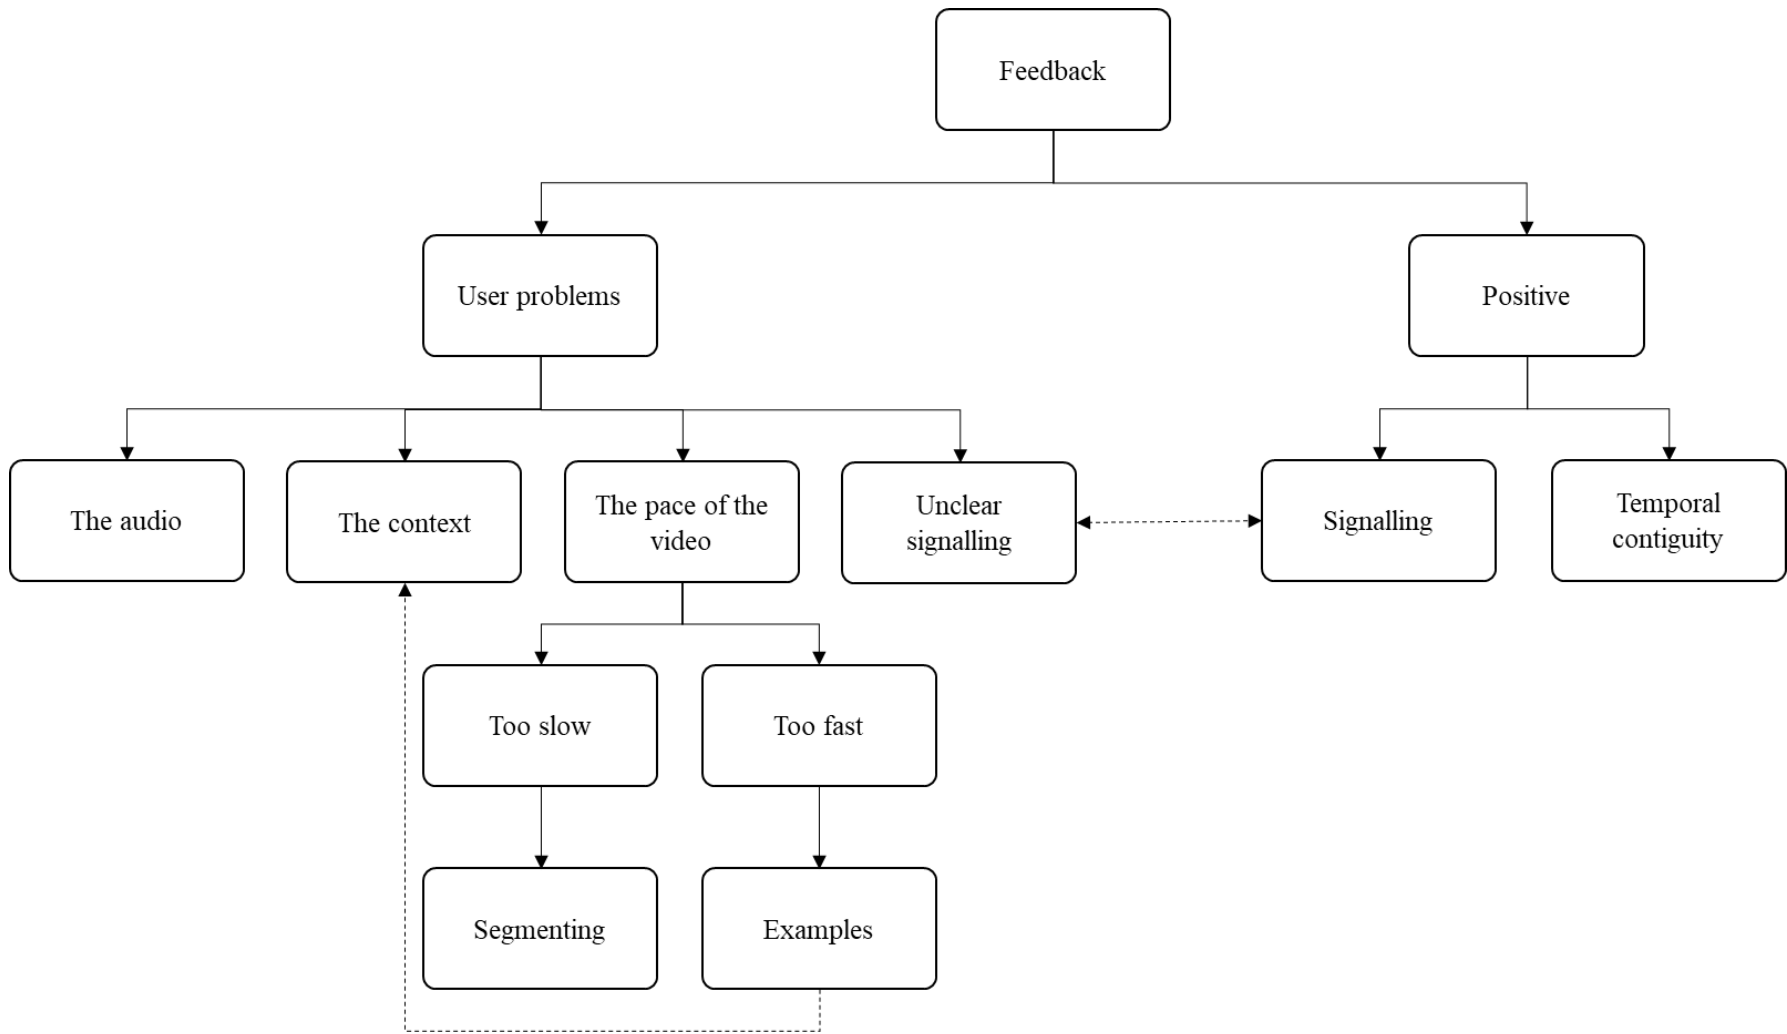 Feedback
User problems
Positive
The audio
The context
The pace of the
video
Unclear
signalling
Signalling
Temporal
contiguity
Too slow
Too fast
Segmenting
Examples